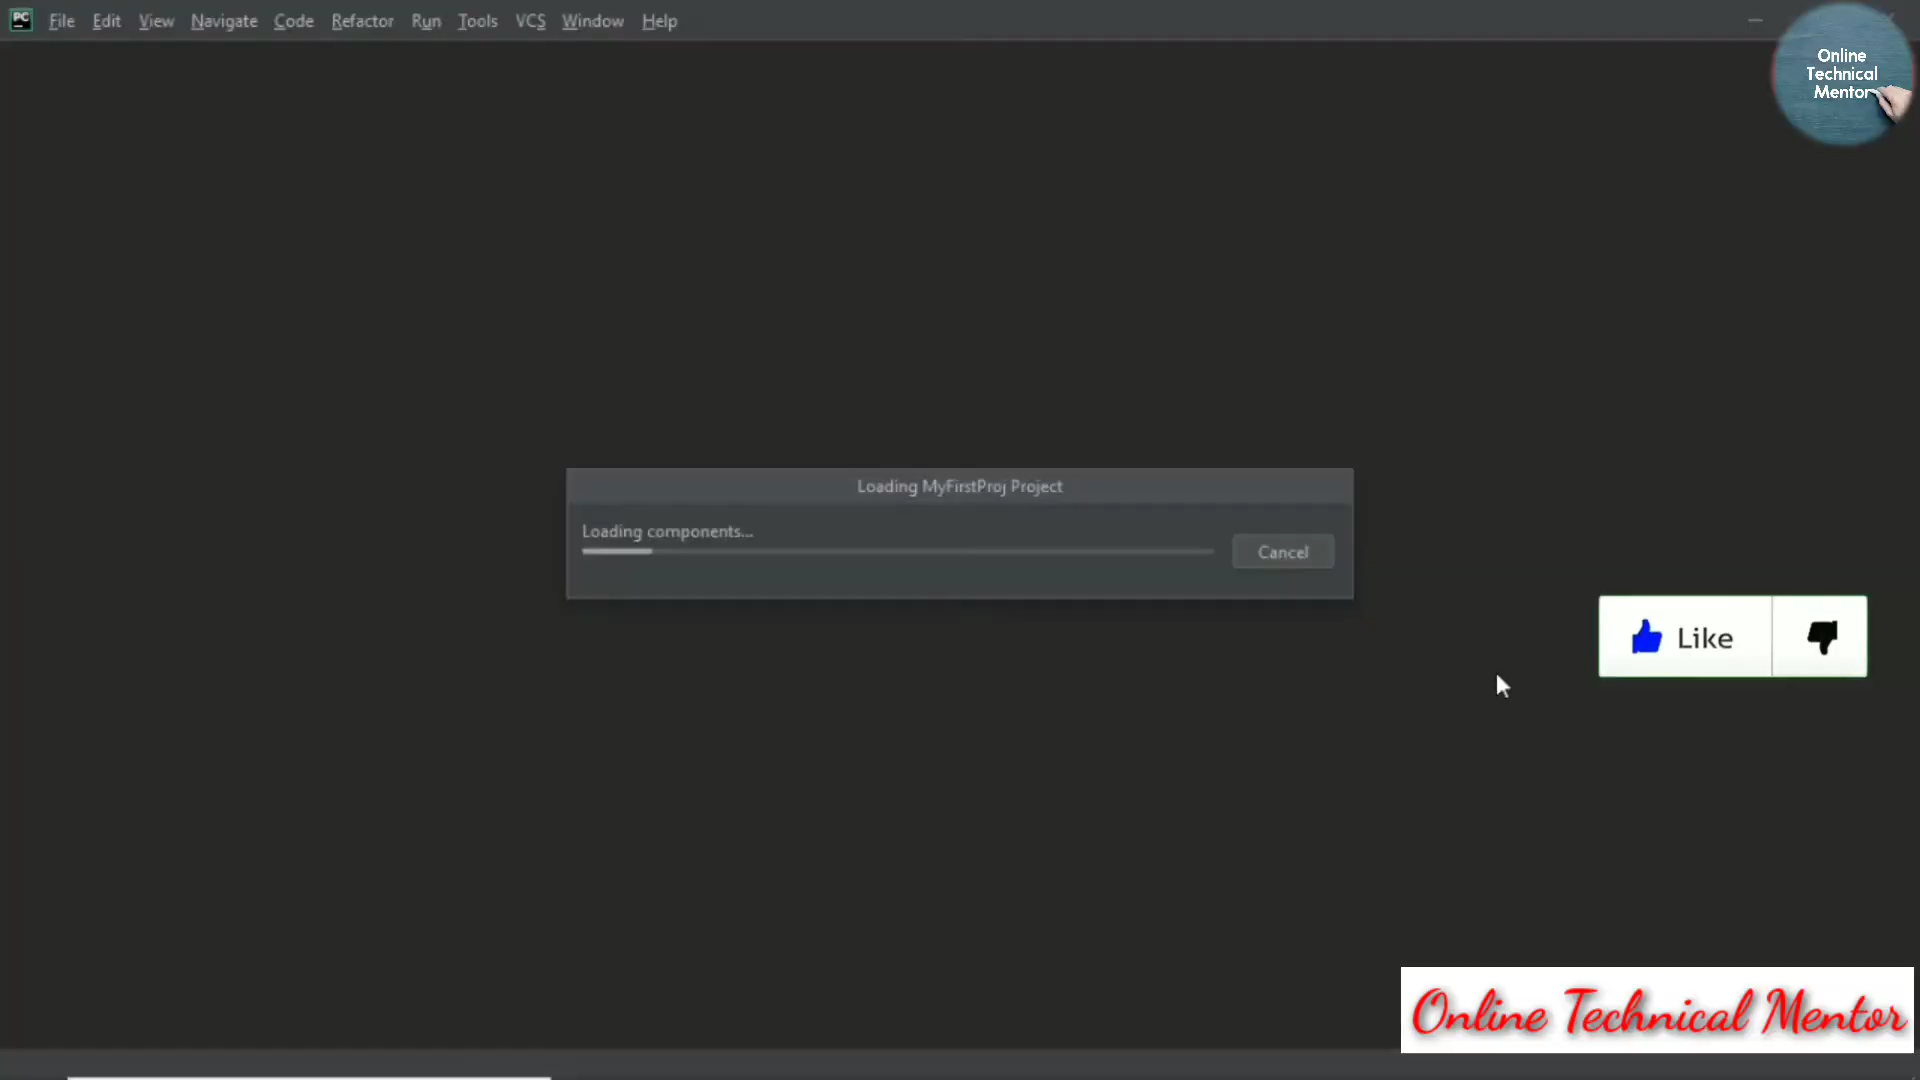 PC
File Edit View Navigate Code Refactor Run Tools VCS Window Help
Online
Technical
Mentor
Loading MyFirstProj Project
Loading components...
Cancel
Like
Online Technical Mentor